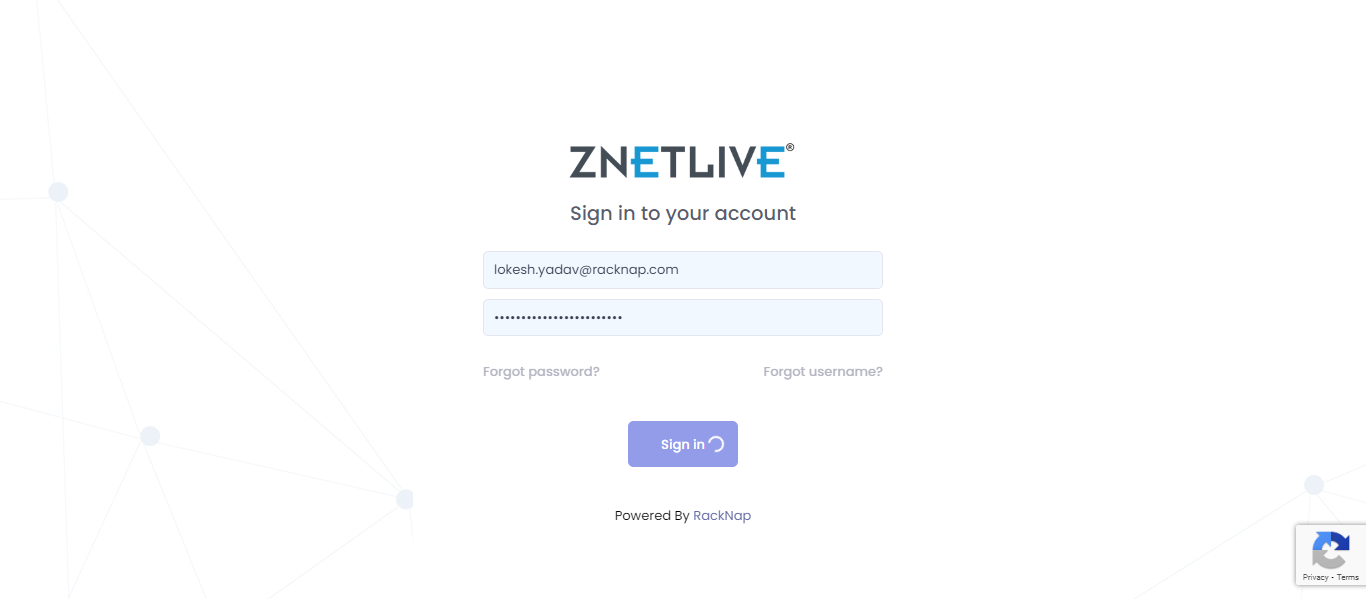 ZNETLIVE®
Sign in to your account
lokesh.yadav@racknap.com
••••••••••••••••••••••••
Forgot password? Forgot username?
Sign in
Powered By RackNap
Privacy - Terms